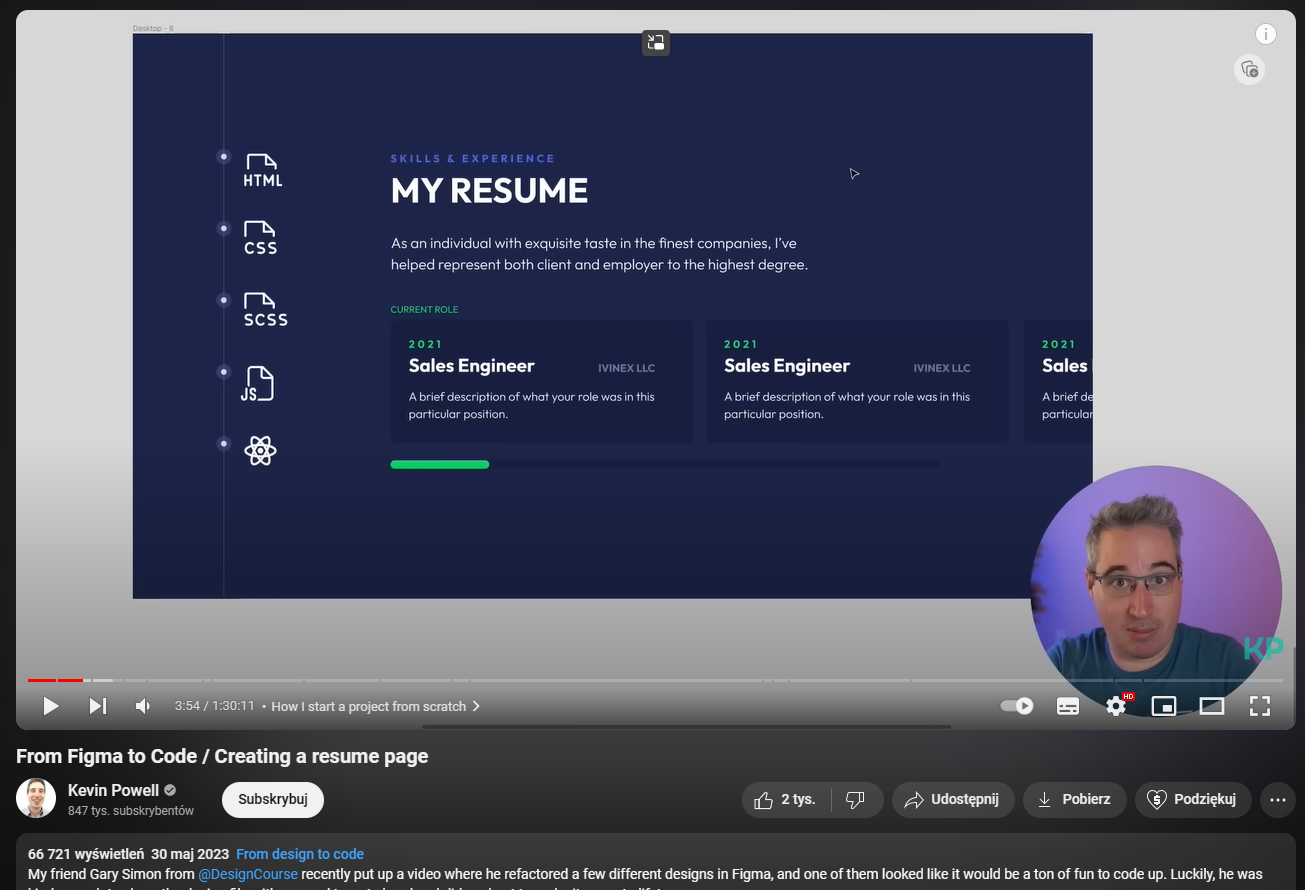 Desktop - 6
HTML
CSS
SCSS
JS
SKILLS & EXPERIENCE
MY RESUME
As an individual with exquisite taste in the finest companies, I've
helped represent both client and employer to the highest degree.
CURRENT ROLE
2021
Sales Engineer IVINEX LLC
A brief description of what your role was in this
particular position.
2021
Sales Engineer IVINEX LLC
A brief description of what your role was in this
particular position.
2021
Sales
A brief de
particular
KP
3:54 / 1:30:11 • How I start a project from scratch
HD
From Figma to Code / Creating a resume page
Kevin Powell
847 tys. subskrybentów
Subskrybuj
2 tys.
Udostępnij
Pobierz
Podziękuj
66 721 wyświetleń 30 maj 2023 From design to code
My friend Gary Simon from @DesignCourse recently put up a video where he refactored a few different designs in Figma, and one of them looked like it would be a ton of fun to code up. Luckily, he was